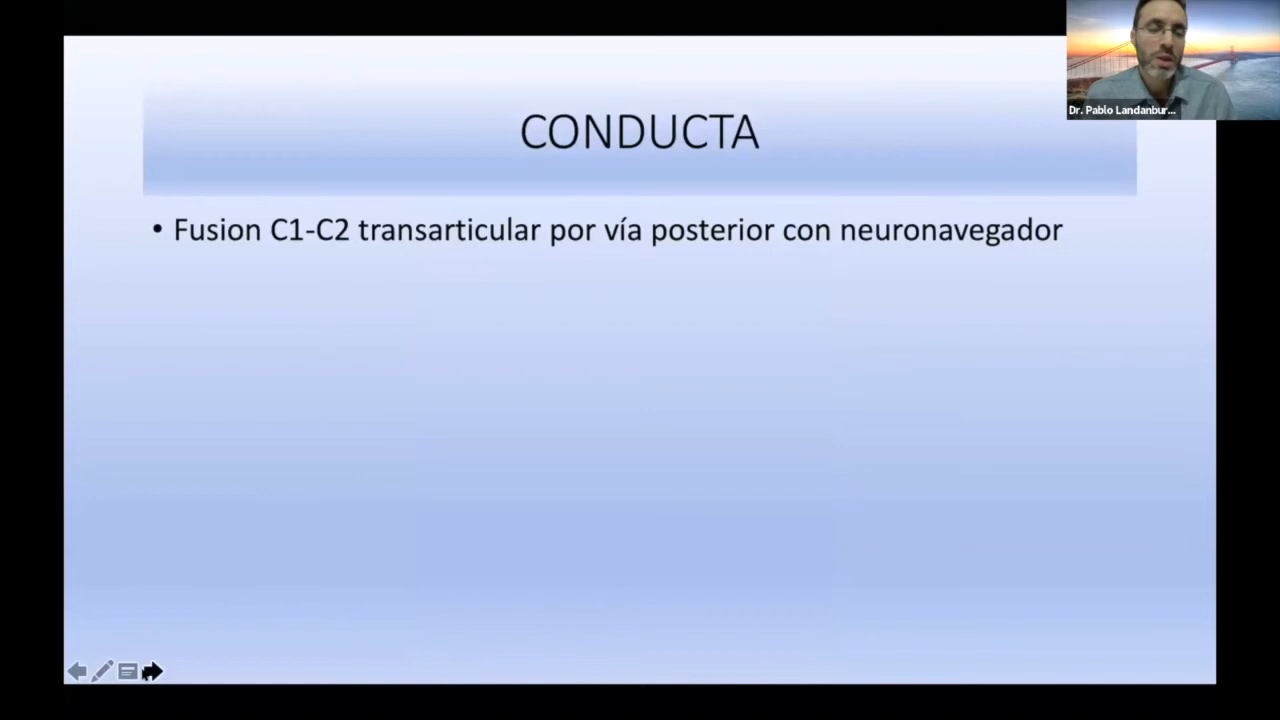 Dr. Pablo Landanbur...
CONDUCTA
• Fusion C1-C2 transarticular por vía posterior con neuronavegador